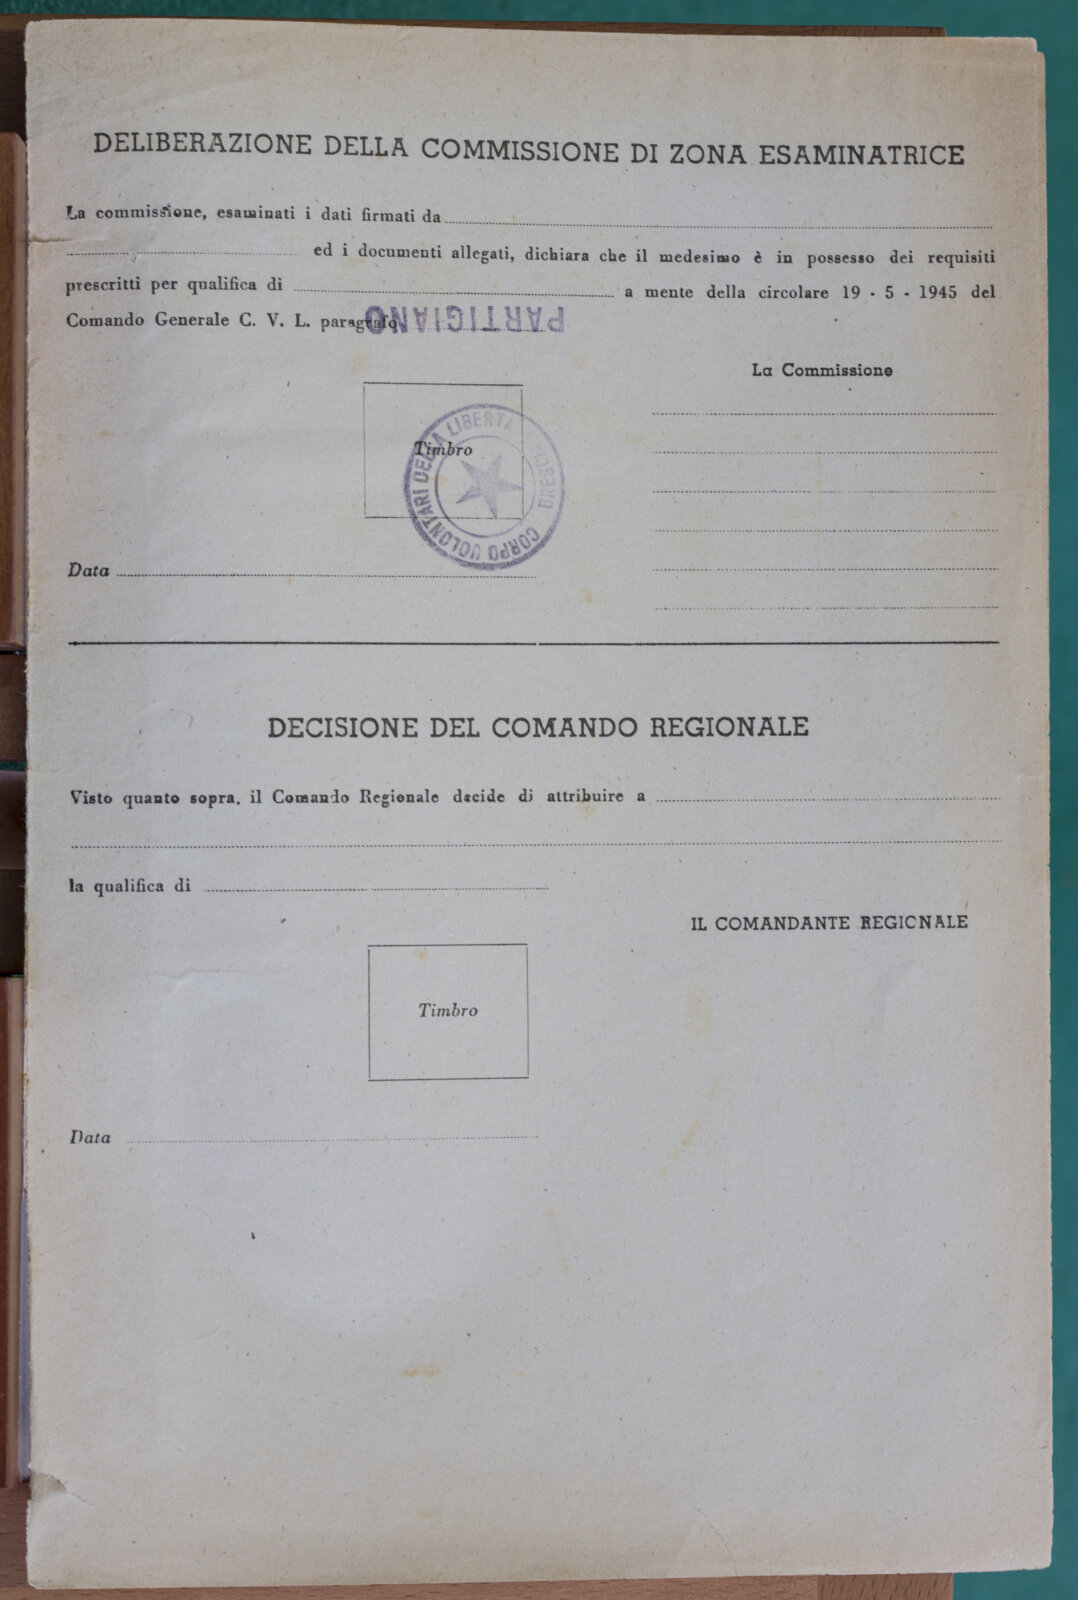 DELIBERAZIONE DELLA COMMISSIONE DI ZONA ESAMINATRICE
La commissione, esaminati i dati firmati da
ed i documenti allegati, dichiara che il medesimo è in possesso dei requisiti
prescritti per qualifica di a mente della circolare 19 - 5 - 1945 del
Comando Generale C. V. L. paragrafo
PARTIGIANO
La Commissione
Timbro
CORPO VOLONTARI DELLA LIBERTÀ BRESCIA
Data
DECISIONE DEL COMANDO REGIONALE
Visto quanto sopra, il Comando Regionale decide di attribuire a
la qualifica di
IL COMANDANTE REGIONALE
Timbro
Data